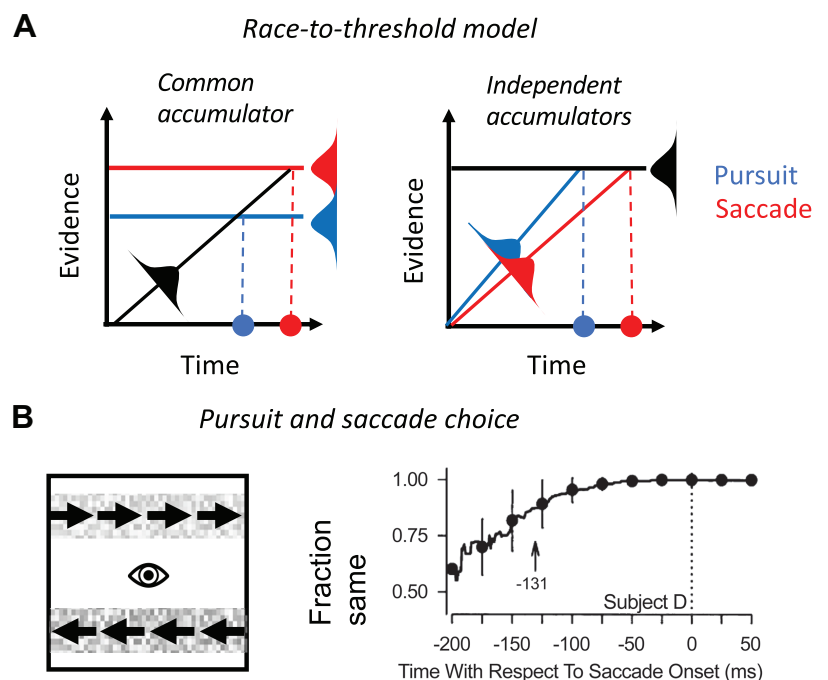 A
Race-to-threshold model
Common
accumulator
Independent
accumulators
Evidence
Time
Evidence
Time
Pursuit
Saccade
B
Pursuit and saccade choice
Fraction
same
1.00
0.75
0.50
-131
Subject D
-200 -150 -100 -50 0 50
Time With Respect To Saccade Onset (ms)